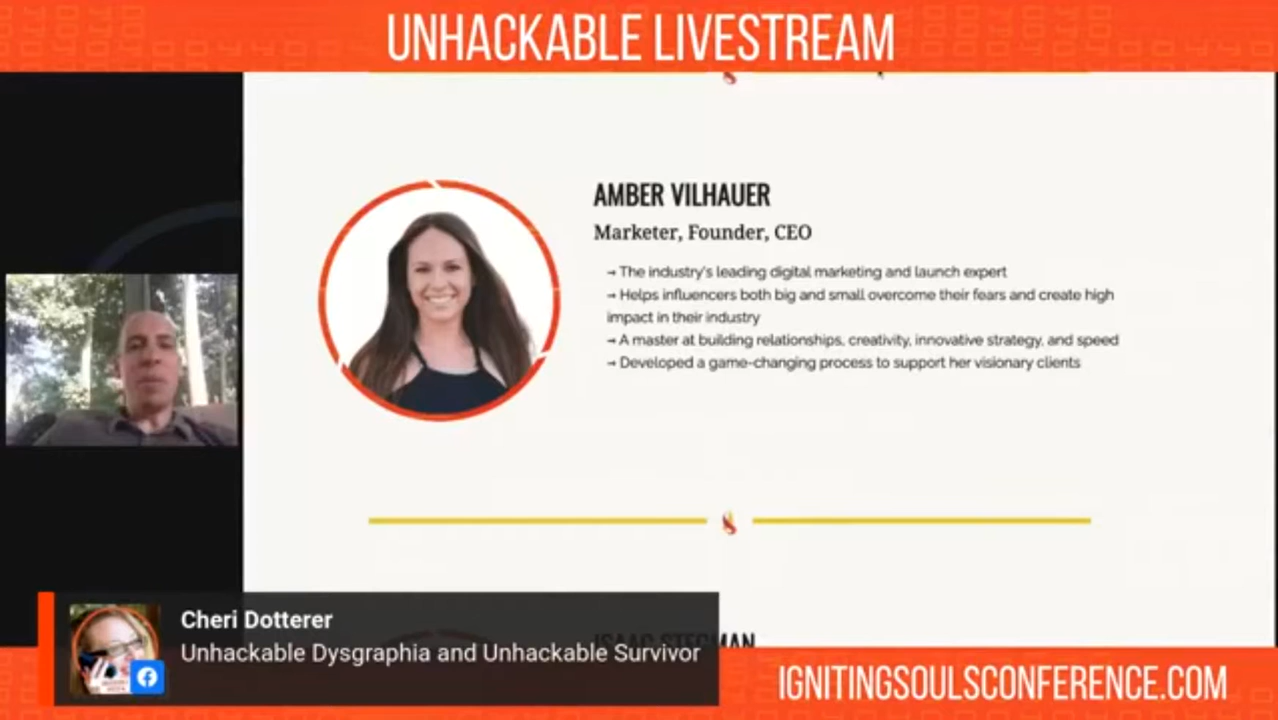 UNHACKABLE LIVESTREAM
AMBER VILHAUER
Marketer, Founder, CEO
→ The industry's leading digital marketing and launch expert
→ Helps influencers both big and small overcome their fears and create high
impact in their industry
→ A master at building relationships, creativity, innovative strategy, and speed
→ Developed a game-changing process to support her visionary clients
ISAAC STEGMAN
Cheri Dotterer
Unhackable Dysgraphia and Unhackable Survivor
IGNITINGSOULSCONFERENCE.COM